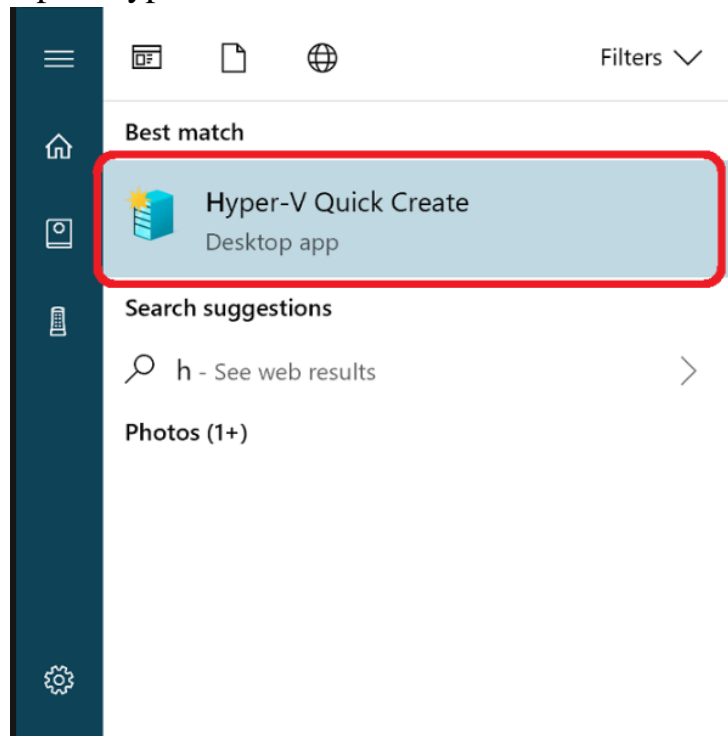 Filters
Best match
Hyper-V Quick Create
Desktop app
Search suggestions
h - See web results
Photos (1+)